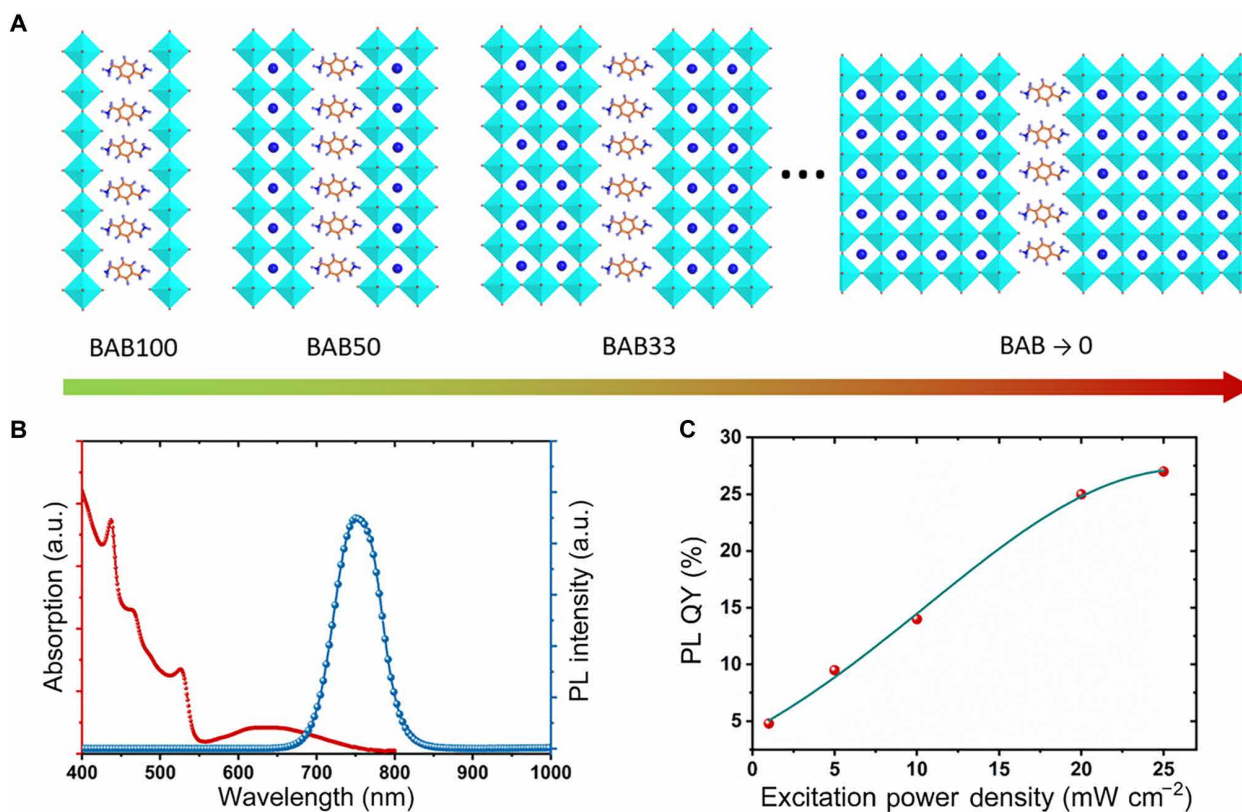 A
BAB100 BAB50 BAB33 BAB → 0
B
Absorption (a.u.)
PL intensity (a.u.)
400 500 600 700 800 900 1000
Wavelength (nm)
C
30
25
20
15
10
5
PL QY (%)
0 5 10 15 20 25
Excitation power density (mW cm⁻²)